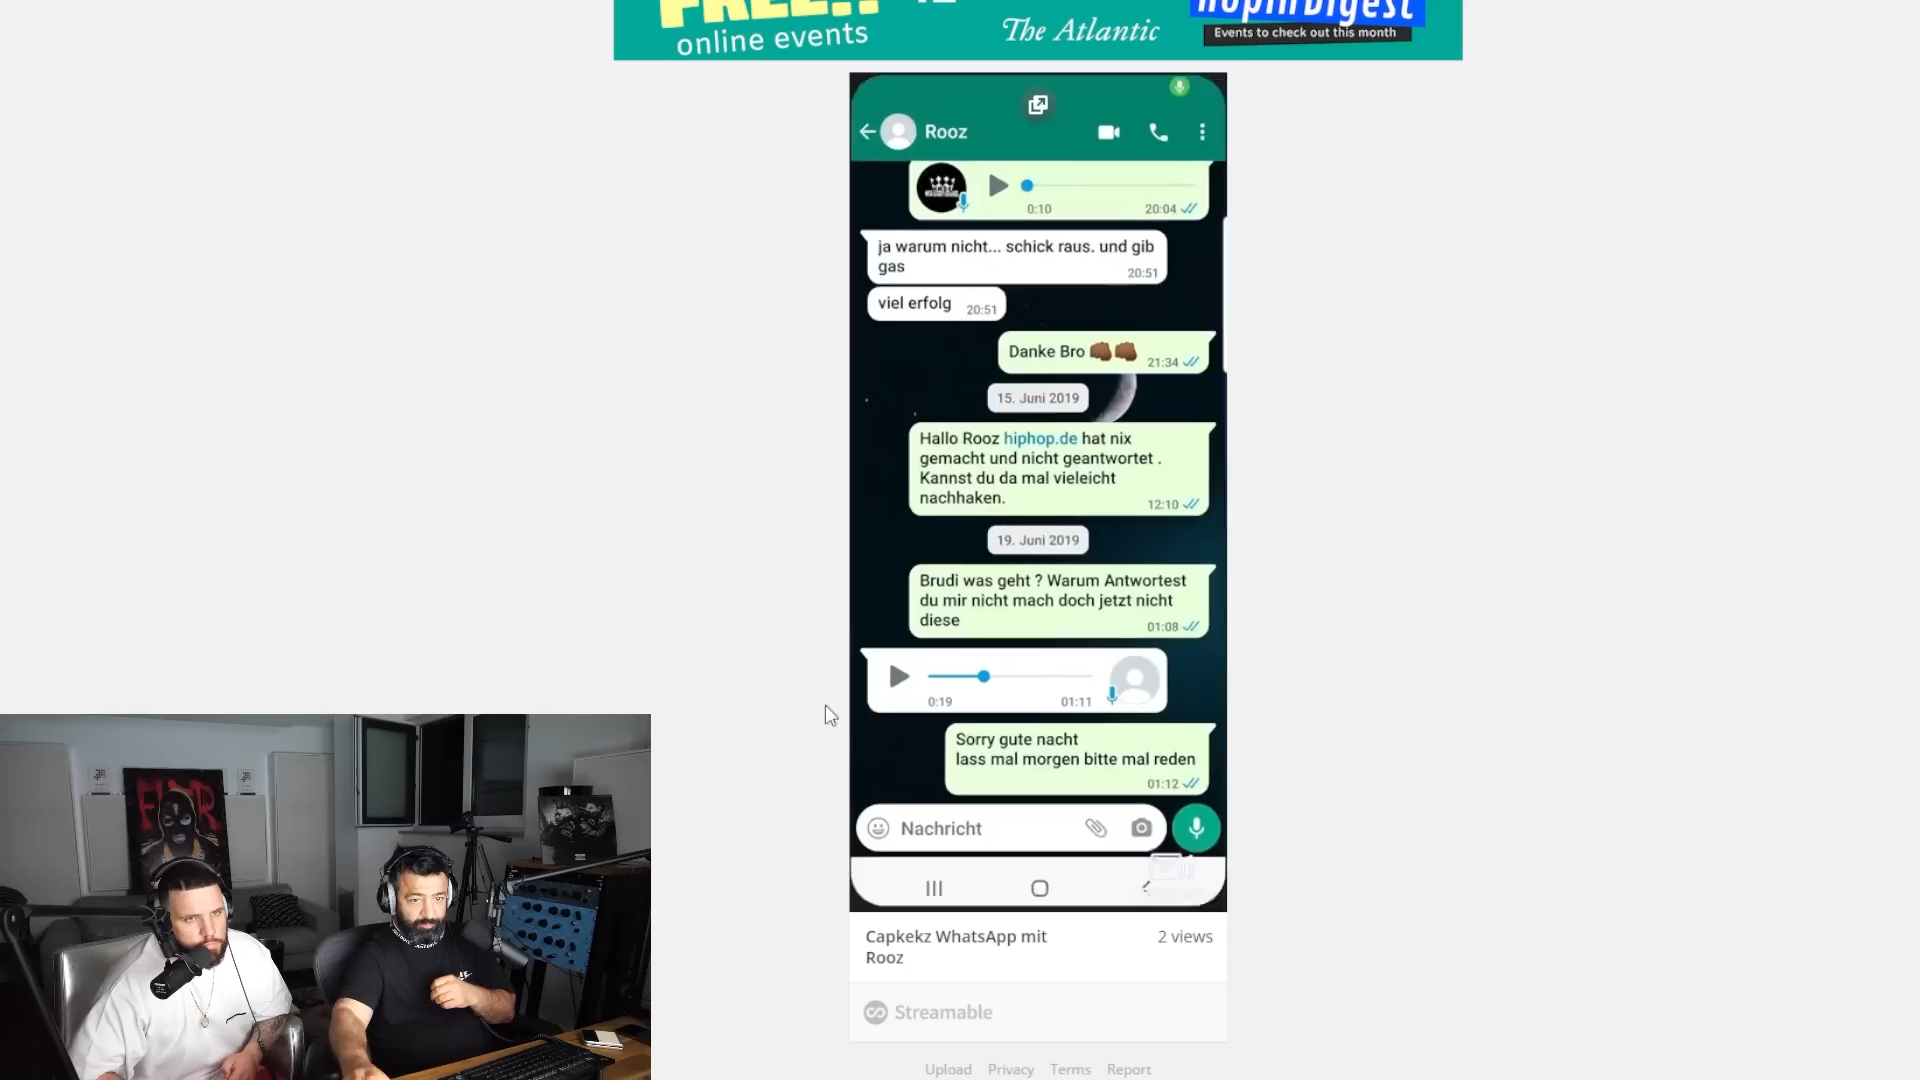 FREE!!
online events
The Atlantic
HopinDigest
Events to check out this month
Rooz
0:10
20:04
ja warum nicht... schick raus. und gib
gas
20:51
viel erfolg
20:51
Danke Bro 👊🏾👊🏾
21:34
15. Juni 2019
Hallo Rooz hiphop.de hat nix
gemacht und nicht geantwortet .
Kannst du da mal vieleicht
nachhaken.
12:10
19. Juni 2019
Brudi was geht ? Warum Antwortest
du mir nicht mach doch jetzt nicht
diese
01:08
0:19
01:11
Sorry gute nacht
lass mal morgen bitte mal reden
01:12
Nachricht
Capkekz WhatsApp mit
Rooz
2 views
Streamable
Upload Privacy Terms Report